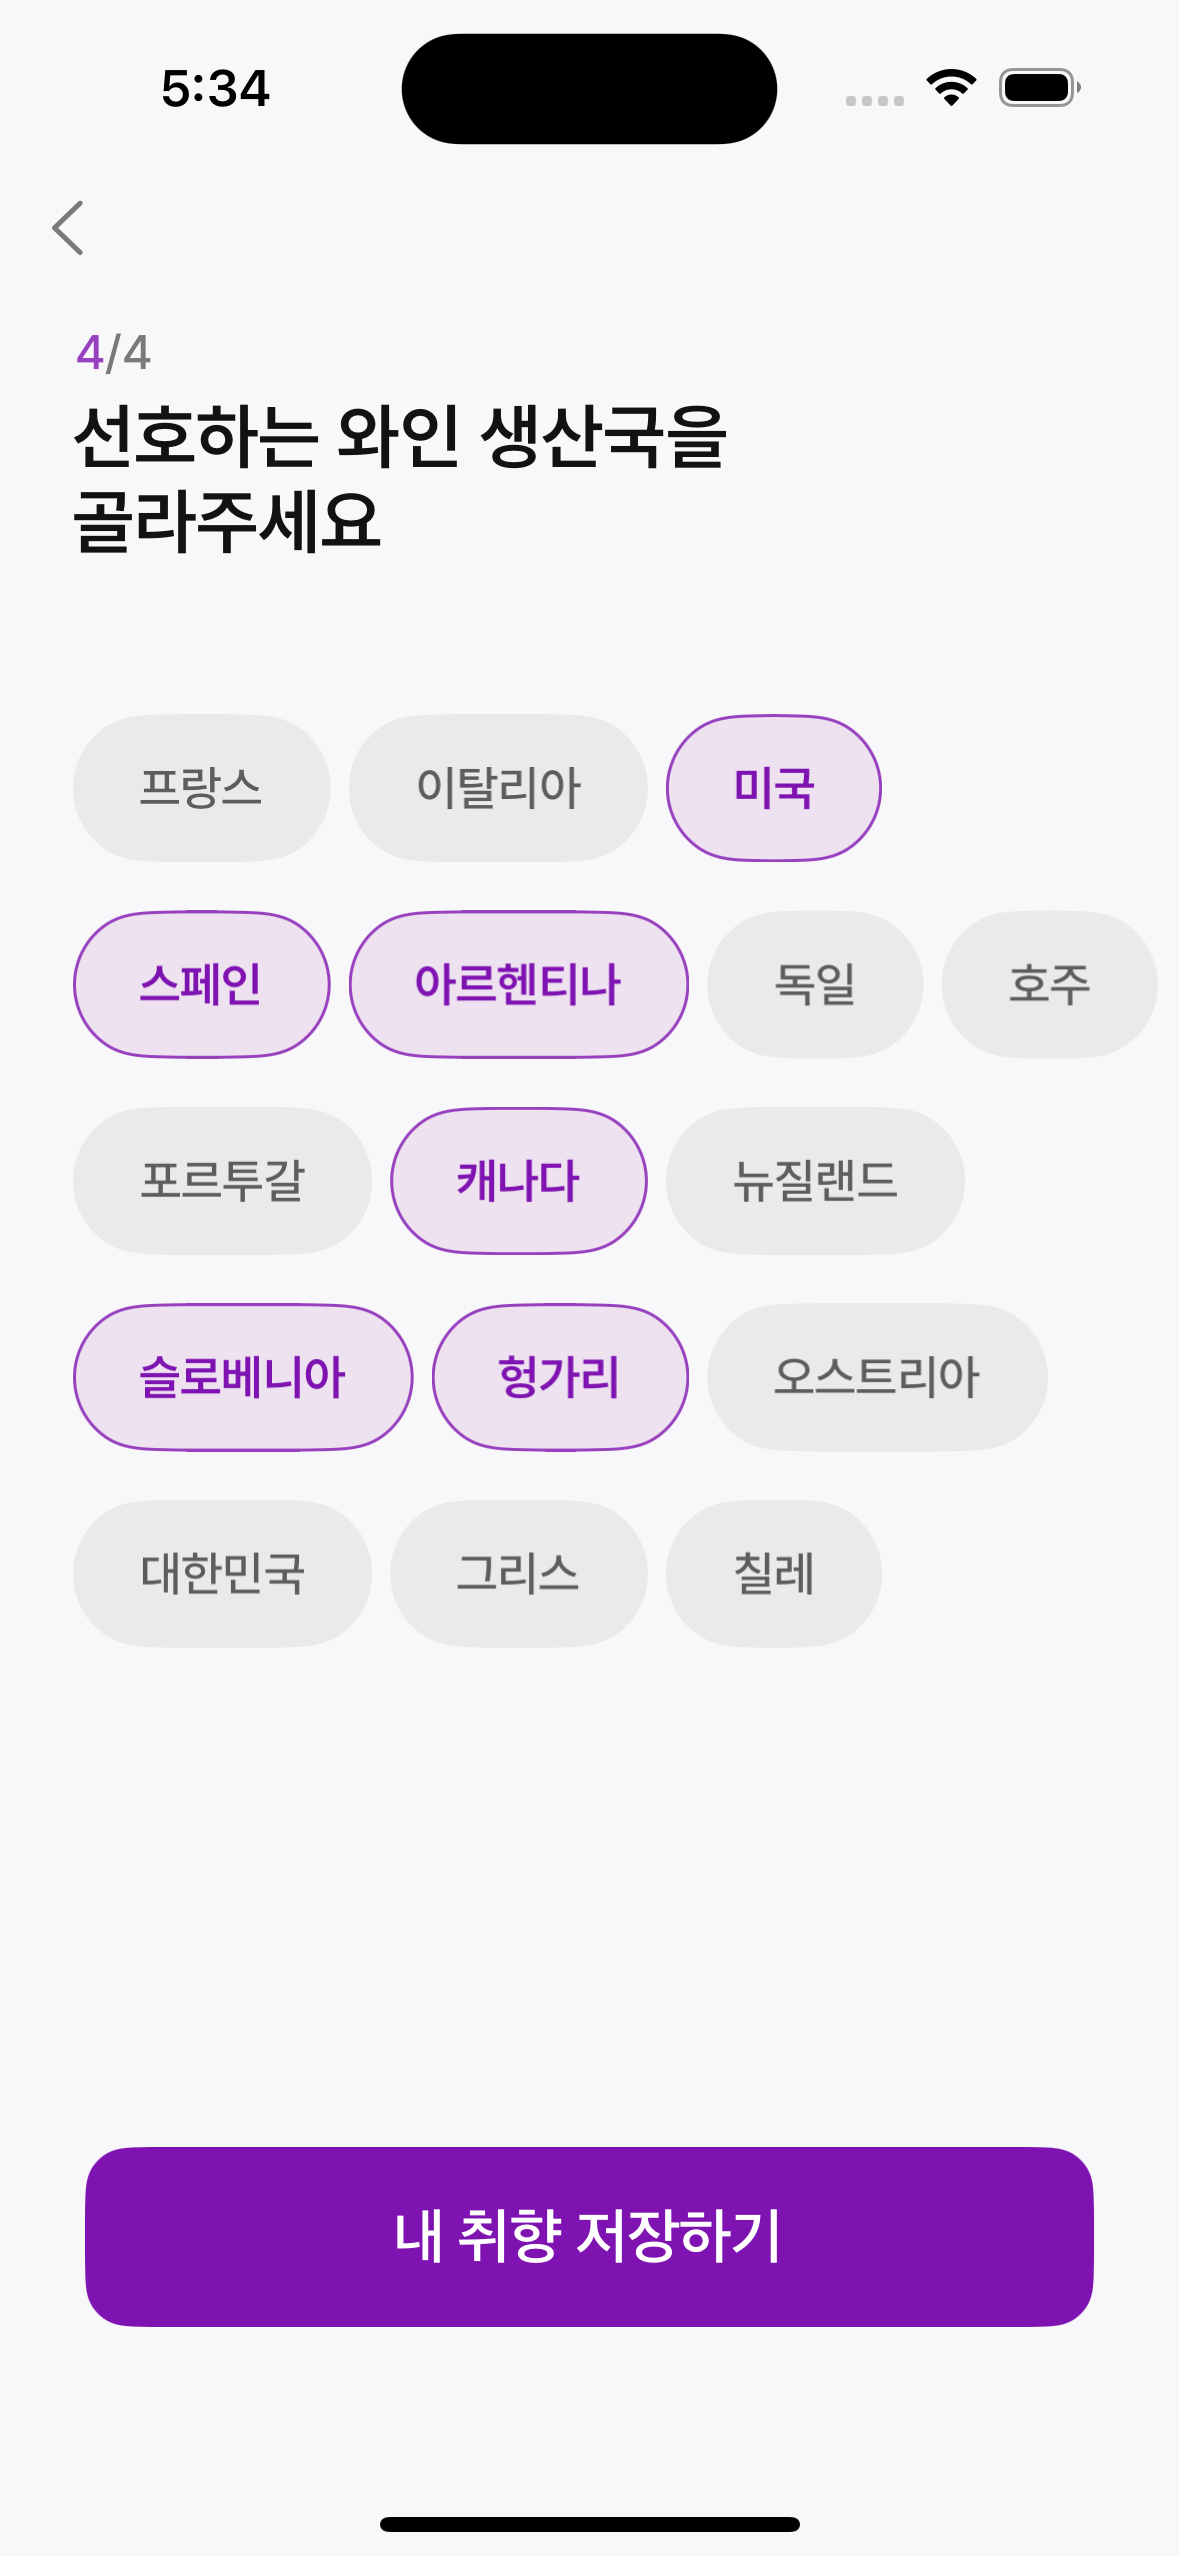 5:34
4/4
선호하는 와인 생산국을
골라주세요
프랑스 이탈리아 미국
스페인 아르헨티나 독일 호주
포르투갈 캐나다 뉴질랜드
슬로베니아 헝가리 오스트리아
대한민국 그리스 칠레
내 취향 저장하기